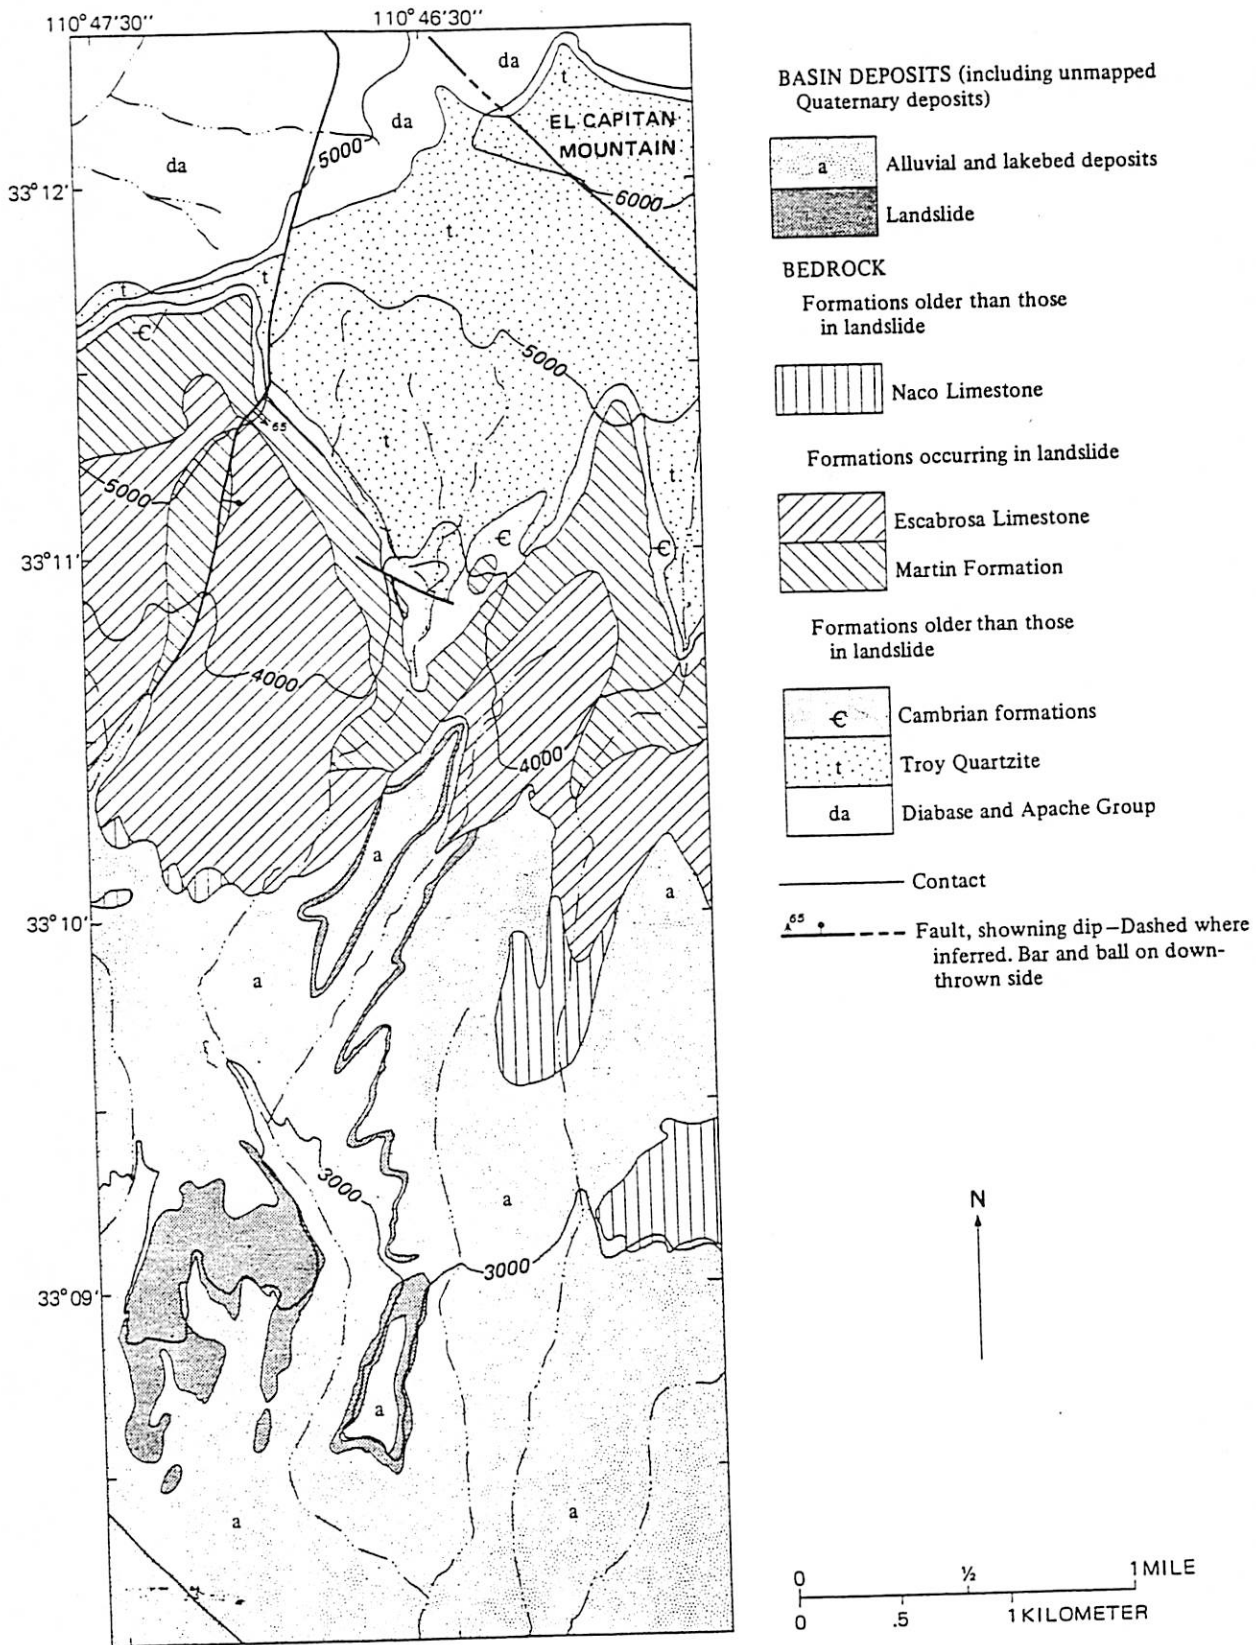 110°47'30"
110°46'30"
da
t
da
EL CAPITAN
MOUNTAIN
5000
da
33°12'
6000
t
t
t
Є
5000
65
t
t
5000
Є
Є
33°11'
t
4000
4000
a
a
33°10'
a
3000
a
3000
33°09'
a
a
a
BASIN DEPOSITS (including unmapped
Quaternary deposits)
a Alluvial and lakebed deposits
Landslide
BEDROCK
Formations older than those
in landslide
Naco Limestone
Formations occurring in landslide
Escabrosa Limestone
Martin Formation
Formations older than those
in landslide
Є Cambrian formations
t Troy Quartzite
da Diabase and Apache Group
Contact
65 Fault, showning dip–Dashed where
inferred. Bar and ball on down-
thrown side
N
0 ½ 1 MILE
0 .5 1 KILOMETER